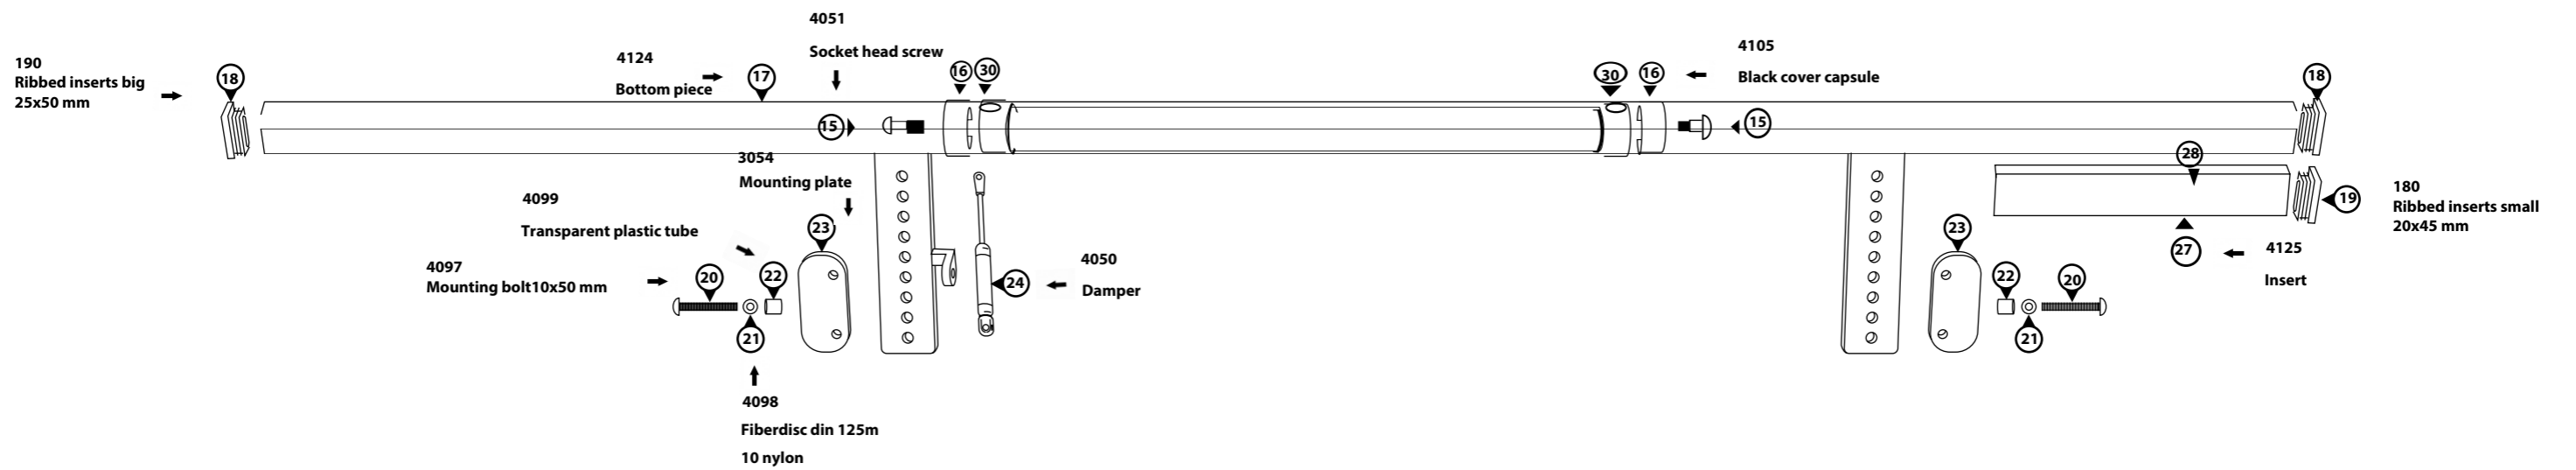 4051
Socket head screw
4105
Black cover capsule
4124
Bottom piece
190
Ribbed inserts big
25x50 mm
18
17
16
30
30
16
18
15
15
3054
Mounting plate
28
180
Ribbed inserts small
20x45 mm
19
4099
Transparent plastic tube
23
23
27
4125
Insert
4097
Mounting bolt10x50 mm
20
22
24
4050
Damper
22
20
21
21
4098
Fiberdisc din 125m
10 nylon